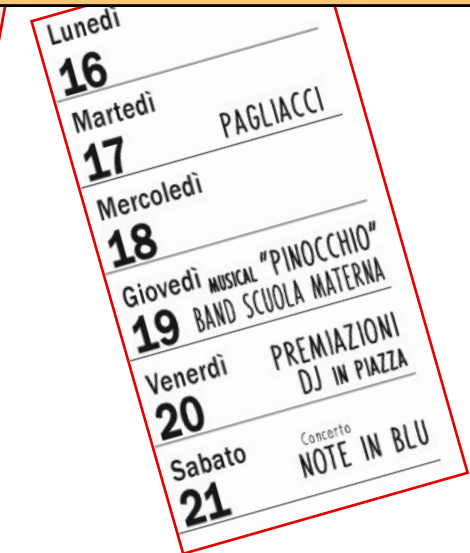 Lunedì
16
Martedì
17 PAGLIACCI
Mercoledì
18
Giovedì MUSICAL "PINOCCHIO"
19 BAND SCUOLA MATERNA
Venerdì PREMIAZIONI
20 DJ IN PIAZZA
Sabato Concerto
21 NOTE IN BLU